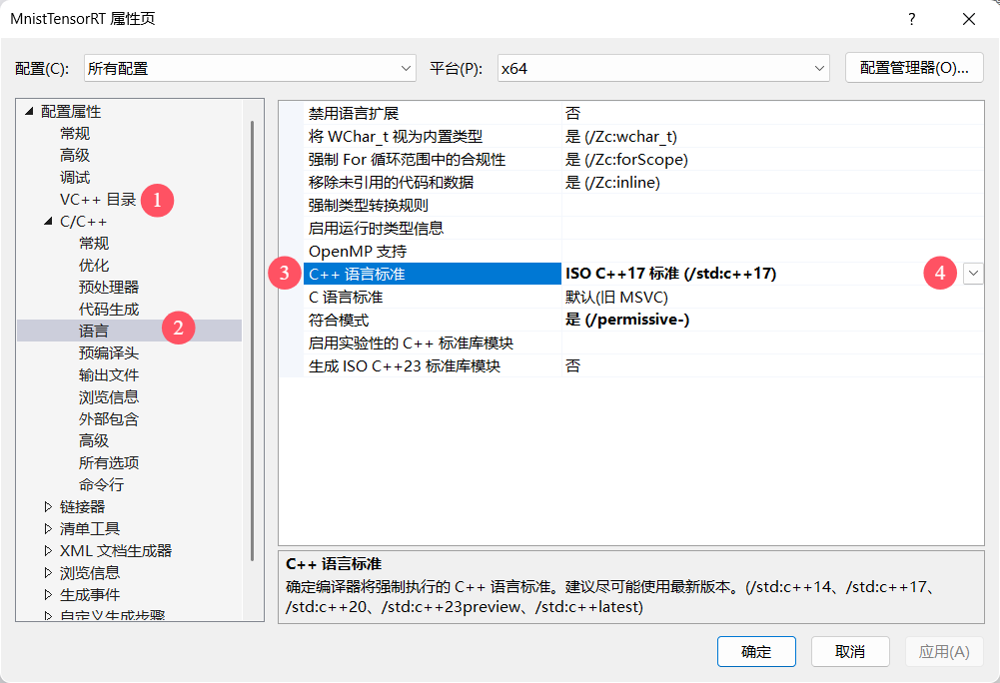 MnistTensorRT 属性页
?
配置(C): 所有配置 平台(P): x64 配置管理器(O)...
配置属性
常规
高级
调试
VC++ 目录 1
C/C++
常规
优化
预处理器
代码生成
语言 2
预编译头
输出文件
浏览信息
外部包含
高级
所有选项
命令行
链接器
清单工具
XML 文档生成器
浏览信息
生成事件
自定义生成步骤
禁用语言扩展 否
将 WChar_t 视为内置类型 是 (/Zc:wchar_t)
强制 For 循环范围中的合规性 是 (/Zc:forScope)
移除未引用的代码和数据 是 (/Zc:inline)
强制类型转换规则
启用运行时类型信息
OpenMP 支持
3 C++ 语言标准 ISO C++17 标准 (/std:c++17) 4
C 语言标准 默认(旧 MSVC)
符合模式 是 (/permissive-)
启用实验性的 C++ 标准库模块
生成 ISO C++23 标准库模块 否
C++ 语言标准
确定编译器将强制执行的 C++ 语言标准。建议尽可能使用最新版本。(/std:c++14、/std:c++17、
/std:c++20、/std:c++23preview、/std:c++latest)
确定 取消 应用(A)